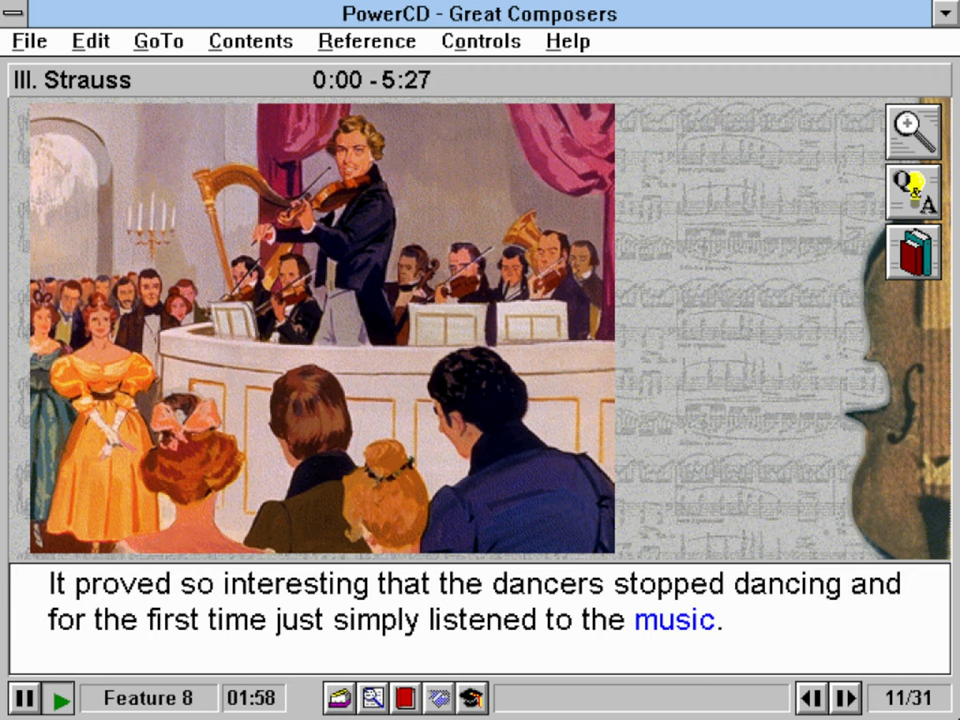 PowerCD - Great Composers
File Edit GoTo Contents Reference Controls Help
III. Strauss 0:00 - 5:27
Q & A
It proved so interesting that the dancers stopped dancing and
for the first time just simply listened to the music.
Feature 8 01:58 11/31